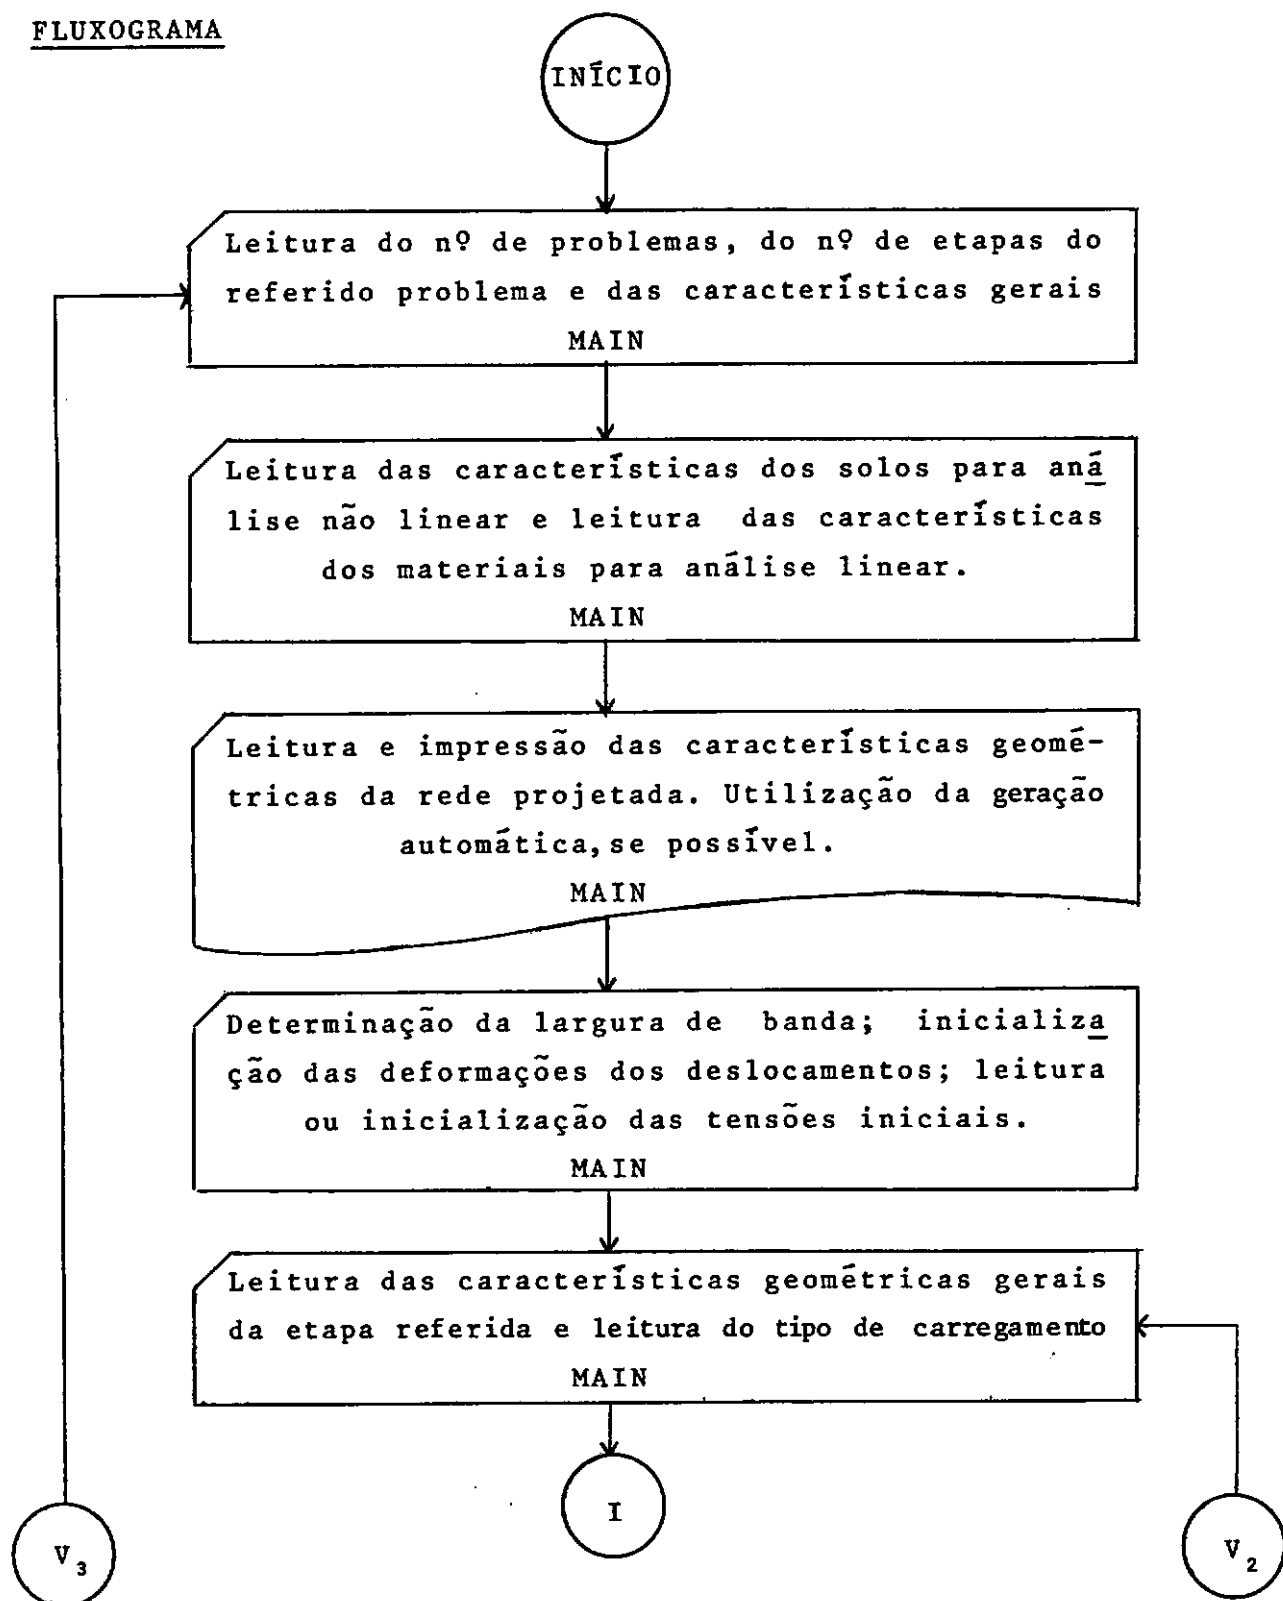 FLUXOGRAMA
INÍCIO
Leitura do nº de problemas, do nº de etapas do
referido problema e das características gerais
MAIN
Leitura das características dos solos para aná
lise não linear e leitura das características
dos materiais para análise linear.
MAIN
Leitura e impressão das características geomé-
tricas da rede projetada. Utilização da geração
automática, se possível.
MAIN
Determinação da largura de banda; inicializa
ção das deformações dos deslocamentos; leitura
ou inicialização das tensões iniciais.
MAIN
Leitura das características geométricas gerais
da etapa referida e leitura do tipo de carregamento
MAIN
I
V3
V2